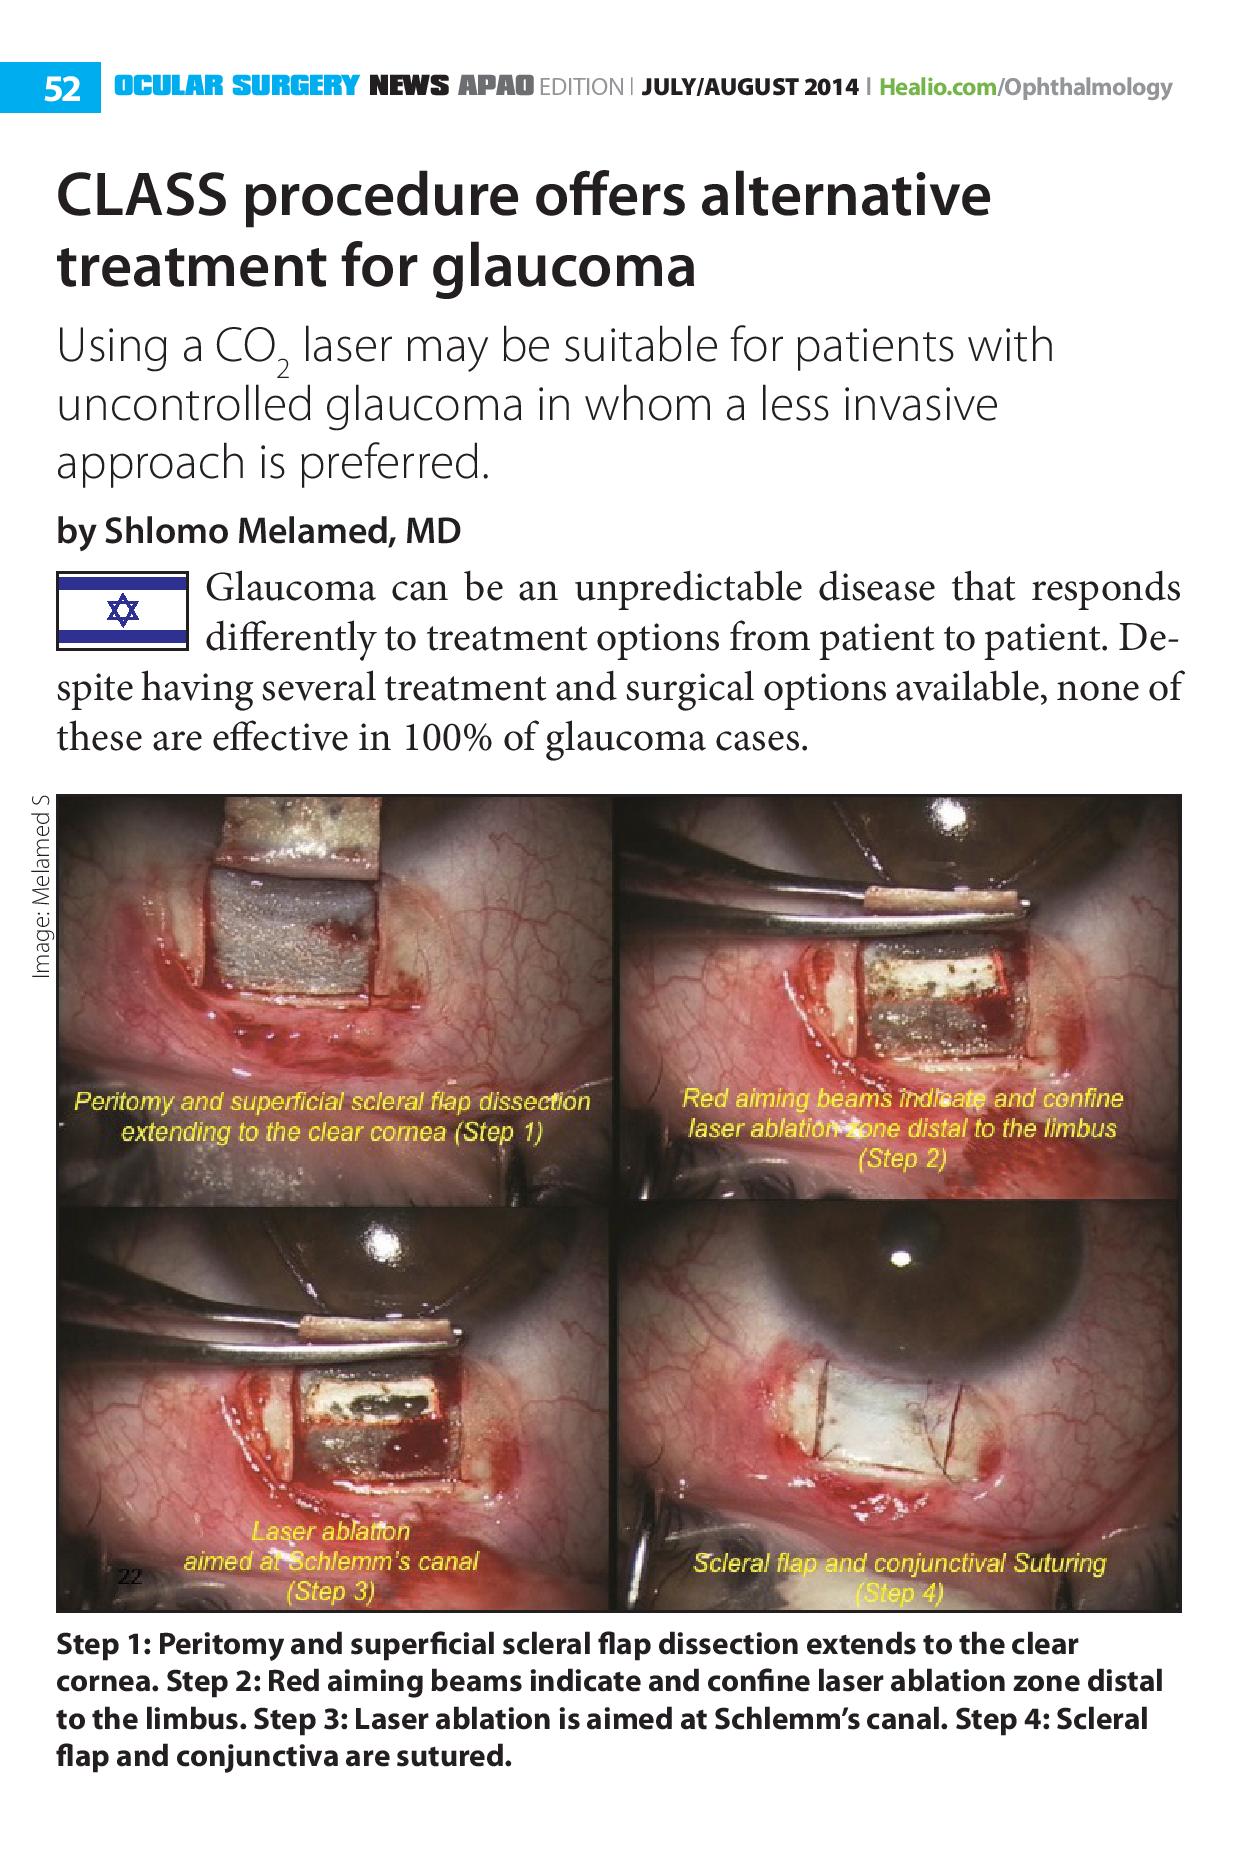 52 OCULAR SURGERY NEWS APAO EDITION | JULY/AUGUST 2014 | Healio.com/Ophthalmology
CLASS procedure offers alternative
treatment for glaucoma
Using a CO2 laser may be suitable for patients with
uncontrolled glaucoma in whom a less invasive
approach is preferred.
by Shlomo Melamed, MD
Glaucoma can be an unpredictable disease that responds
differently to treatment options from patient to patient. De-
spite having several treatment and surgical options available, none of
these are effective in 100% of glaucoma cases.
Image: Melamed S
Peritomy and superficial scleral flap dissection
extending to the clear cornea (Step 1)
Red aiming beams indicate and confine
laser ablation zone distal to the limbus
(Step 2)
Laser ablation
aimed at Schlemm's canal
(Step 3)
22
Scleral flap and conjunctival Suturing
(Step 4)
Step 1: Peritomy and superficial scleral flap dissection extends to the clear
cornea. Step 2: Red aiming beams indicate and confine laser ablation zone distal
to the limbus. Step 3: Laser ablation is aimed at Schlemm's canal. Step 4: Scleral
flap and conjunctiva are sutured.